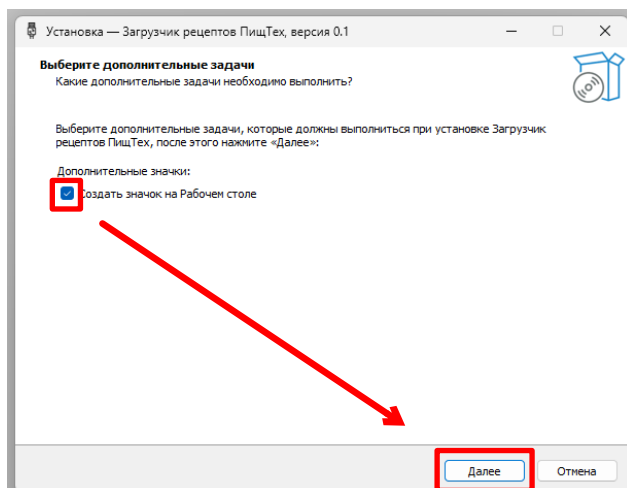 Установка — Загрузчик рецептов ПищТех, версия 0.1
Выберите дополнительные задачи
Какие дополнительные задачи необходимо выполнить?
Выберите дополнительные задачи, которые должны выполниться при установке Загрузчик
рецептов ПищТех, после этого нажмите «Далее»:
Дополнительные значки:
Создать значок на Рабочем столе
Далее
Отмена